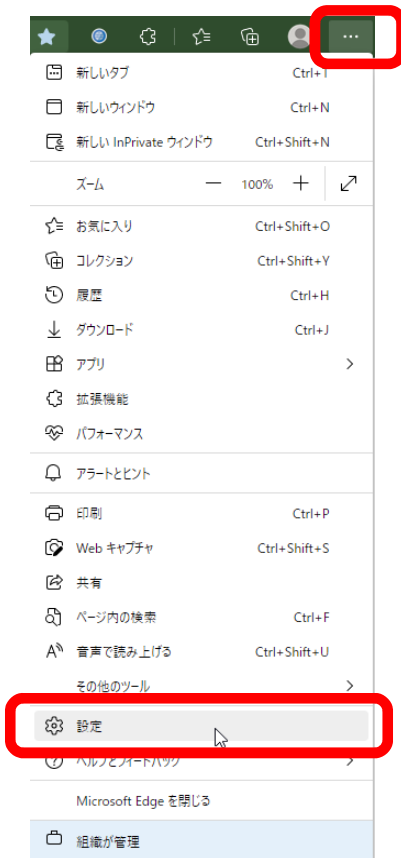 新しいタブ Ctrl+T
新しいウィンドウ Ctrl+N
新しい InPrivate ウィンドウ Ctrl+Shift+N
ズーム 100%
お気に入り Ctrl+Shift+O
コレクション Ctrl+Shift+Y
履歴 Ctrl+H
ダウンロード Ctrl+J
アプリ
拡張機能
パフォーマンス
アラートとヒント
印刷 Ctrl+P
Web キャプチャ Ctrl+Shift+S
共有
ページ内の検索 Ctrl+F
音声で読み上げる Ctrl+Shift+U
その他のツール
設定
ヘルプとフィードバック
Microsoft Edge を閉じる
組織が管理